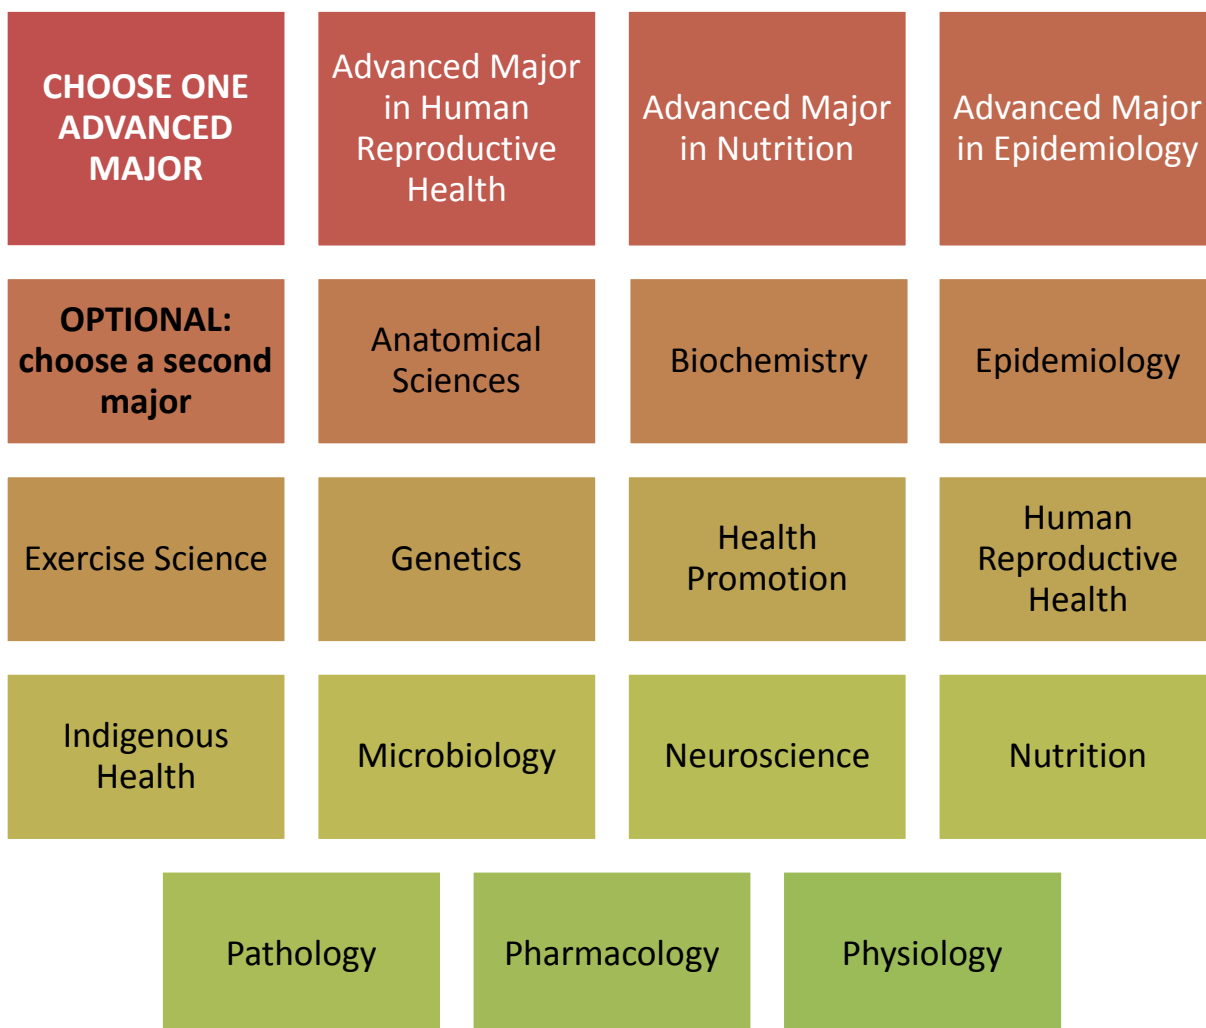 CHOOSE ONE
ADVANCED
MAJOR
Advanced Major
in Human
Reproductive
Health
Advanced Major
in Nutrition
Advanced Major
in Epidemiology
OPTIONAL:
choose a second
major
Anatomical
Sciences
Biochemistry
Epidemiology
Exercise Science
Genetics
Health
Promotion
Human
Reproductive
Health
Indigenous
Health
Microbiology
Neuroscience
Nutrition
Pathology
Pharmacology
Physiology